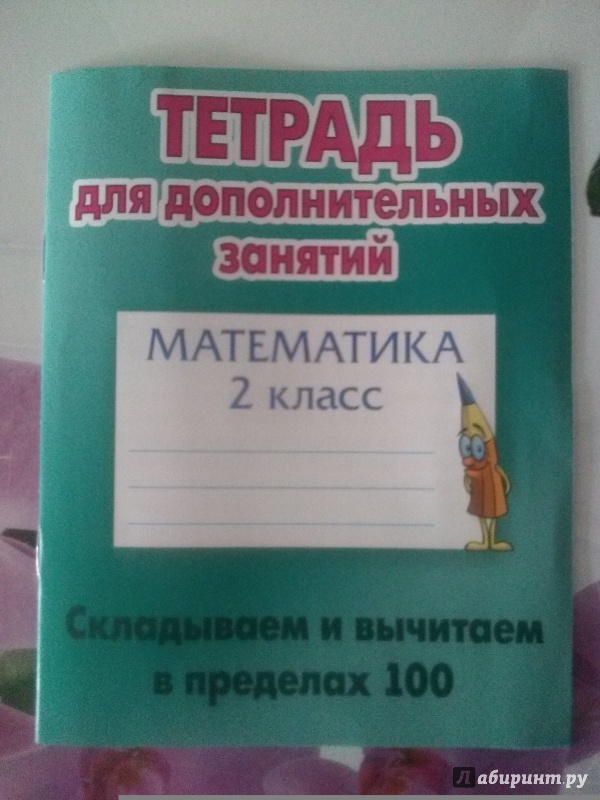 ТЕТРАДЬ
для дополнительных
занятий
МАТЕМАТИКА
2 класс
Складываем и вычитаем
в пределах 100
Лабиринт.ру